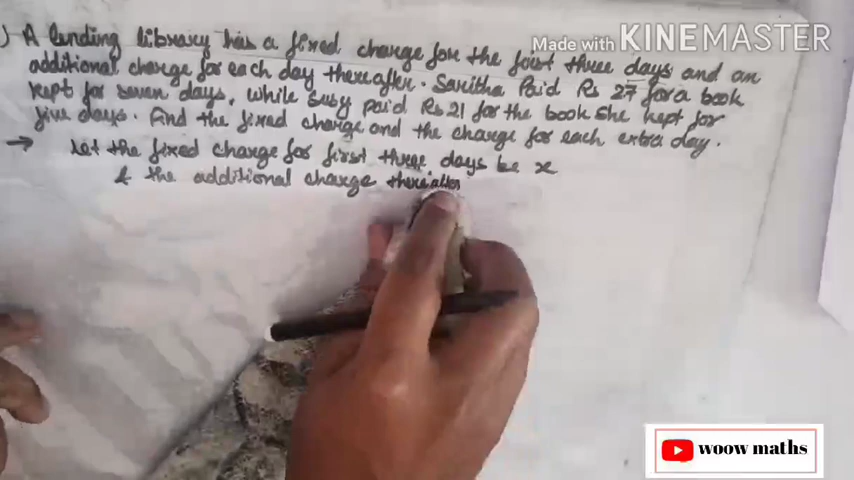 Made with KINEMASTER
) A lending library has a fixed charge for the first three days and an
additional charge for each day thereafter. Saritha Paid Rs 27 for a book
kept for seven days, while Susy paid Rs 21 for the book she kept for
five days. Find the fixed charge and the charge for each extra day.
→ Let the fixed charge for first three days be x
& the additional charge thereafter
woow maths